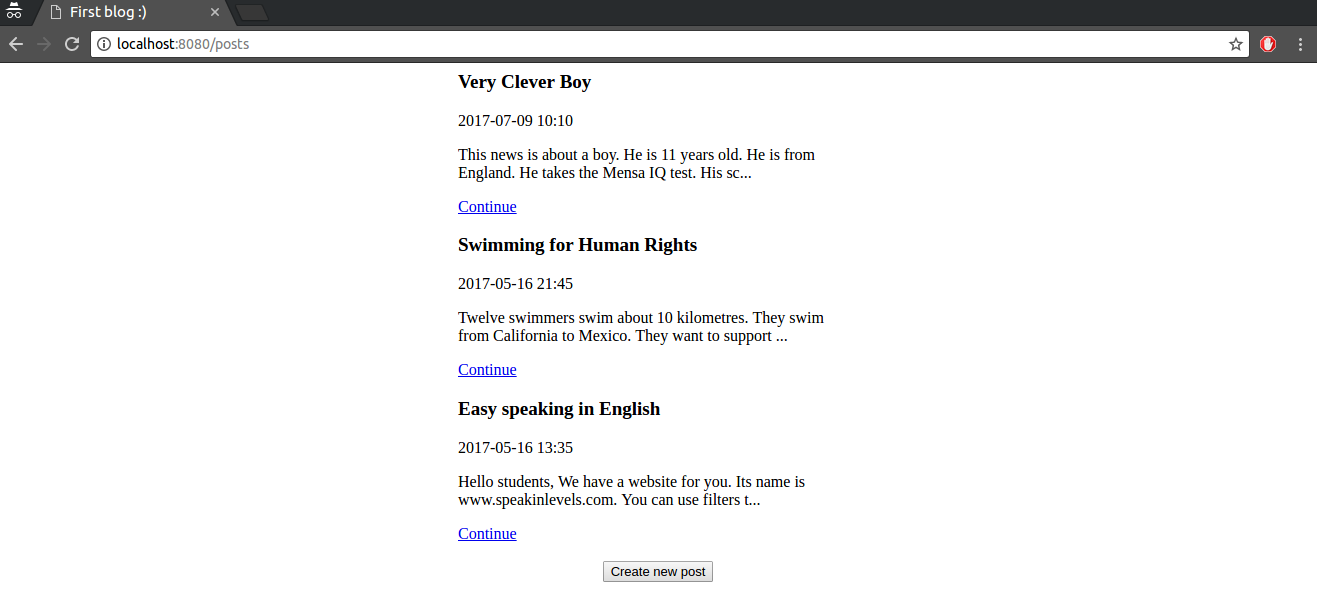 First blog :)
localhost:8080/posts
Very Clever Boy
2017-07-09 10:10
This news is about a boy. He is 11 years old. He is from
England. He takes the Mensa IQ test. His sc...
Continue
Swimming for Human Rights
2017-05-16 21:45
Twelve swimmers swim about 10 kilometres. They swim
from California to Mexico. They want to support ...
Continue
Easy speaking in English
2017-05-16 13:35
Hello students, We have a website for you. Its name is
www.speakinlevels.com. You can use filters t...
Continue
Create new post